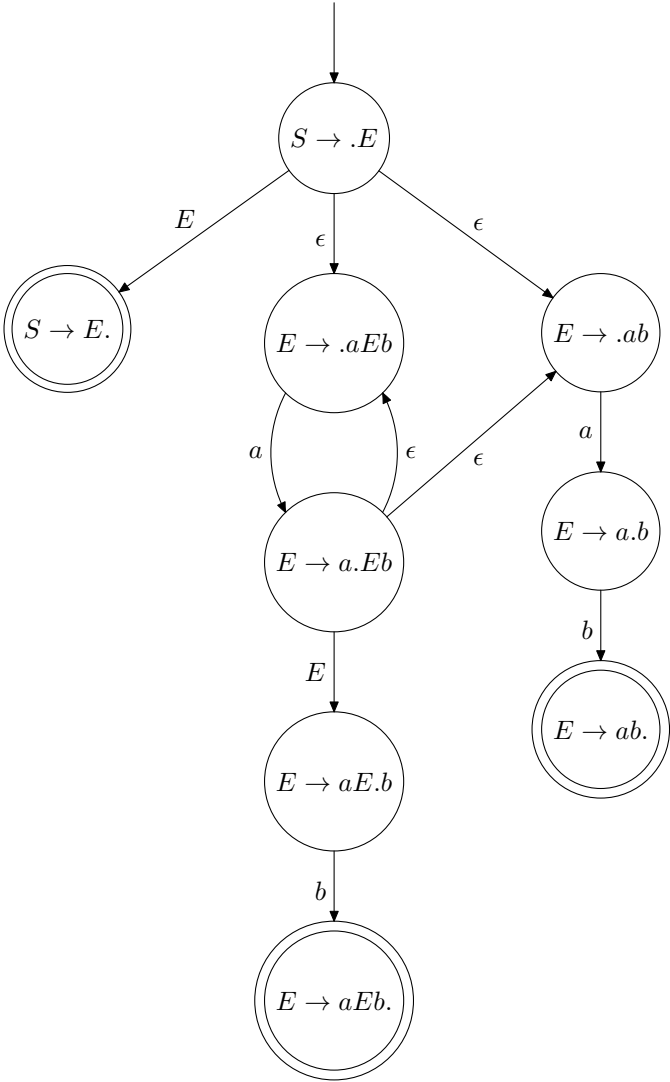 S → .E
E
ϵ
ϵ
S → E.
E → .aEb
E → .ab
a
ϵ
ϵ
a
E → a.Eb
E → a.b
E
b
E → ab.
E → aE.b
b
E → aEb.